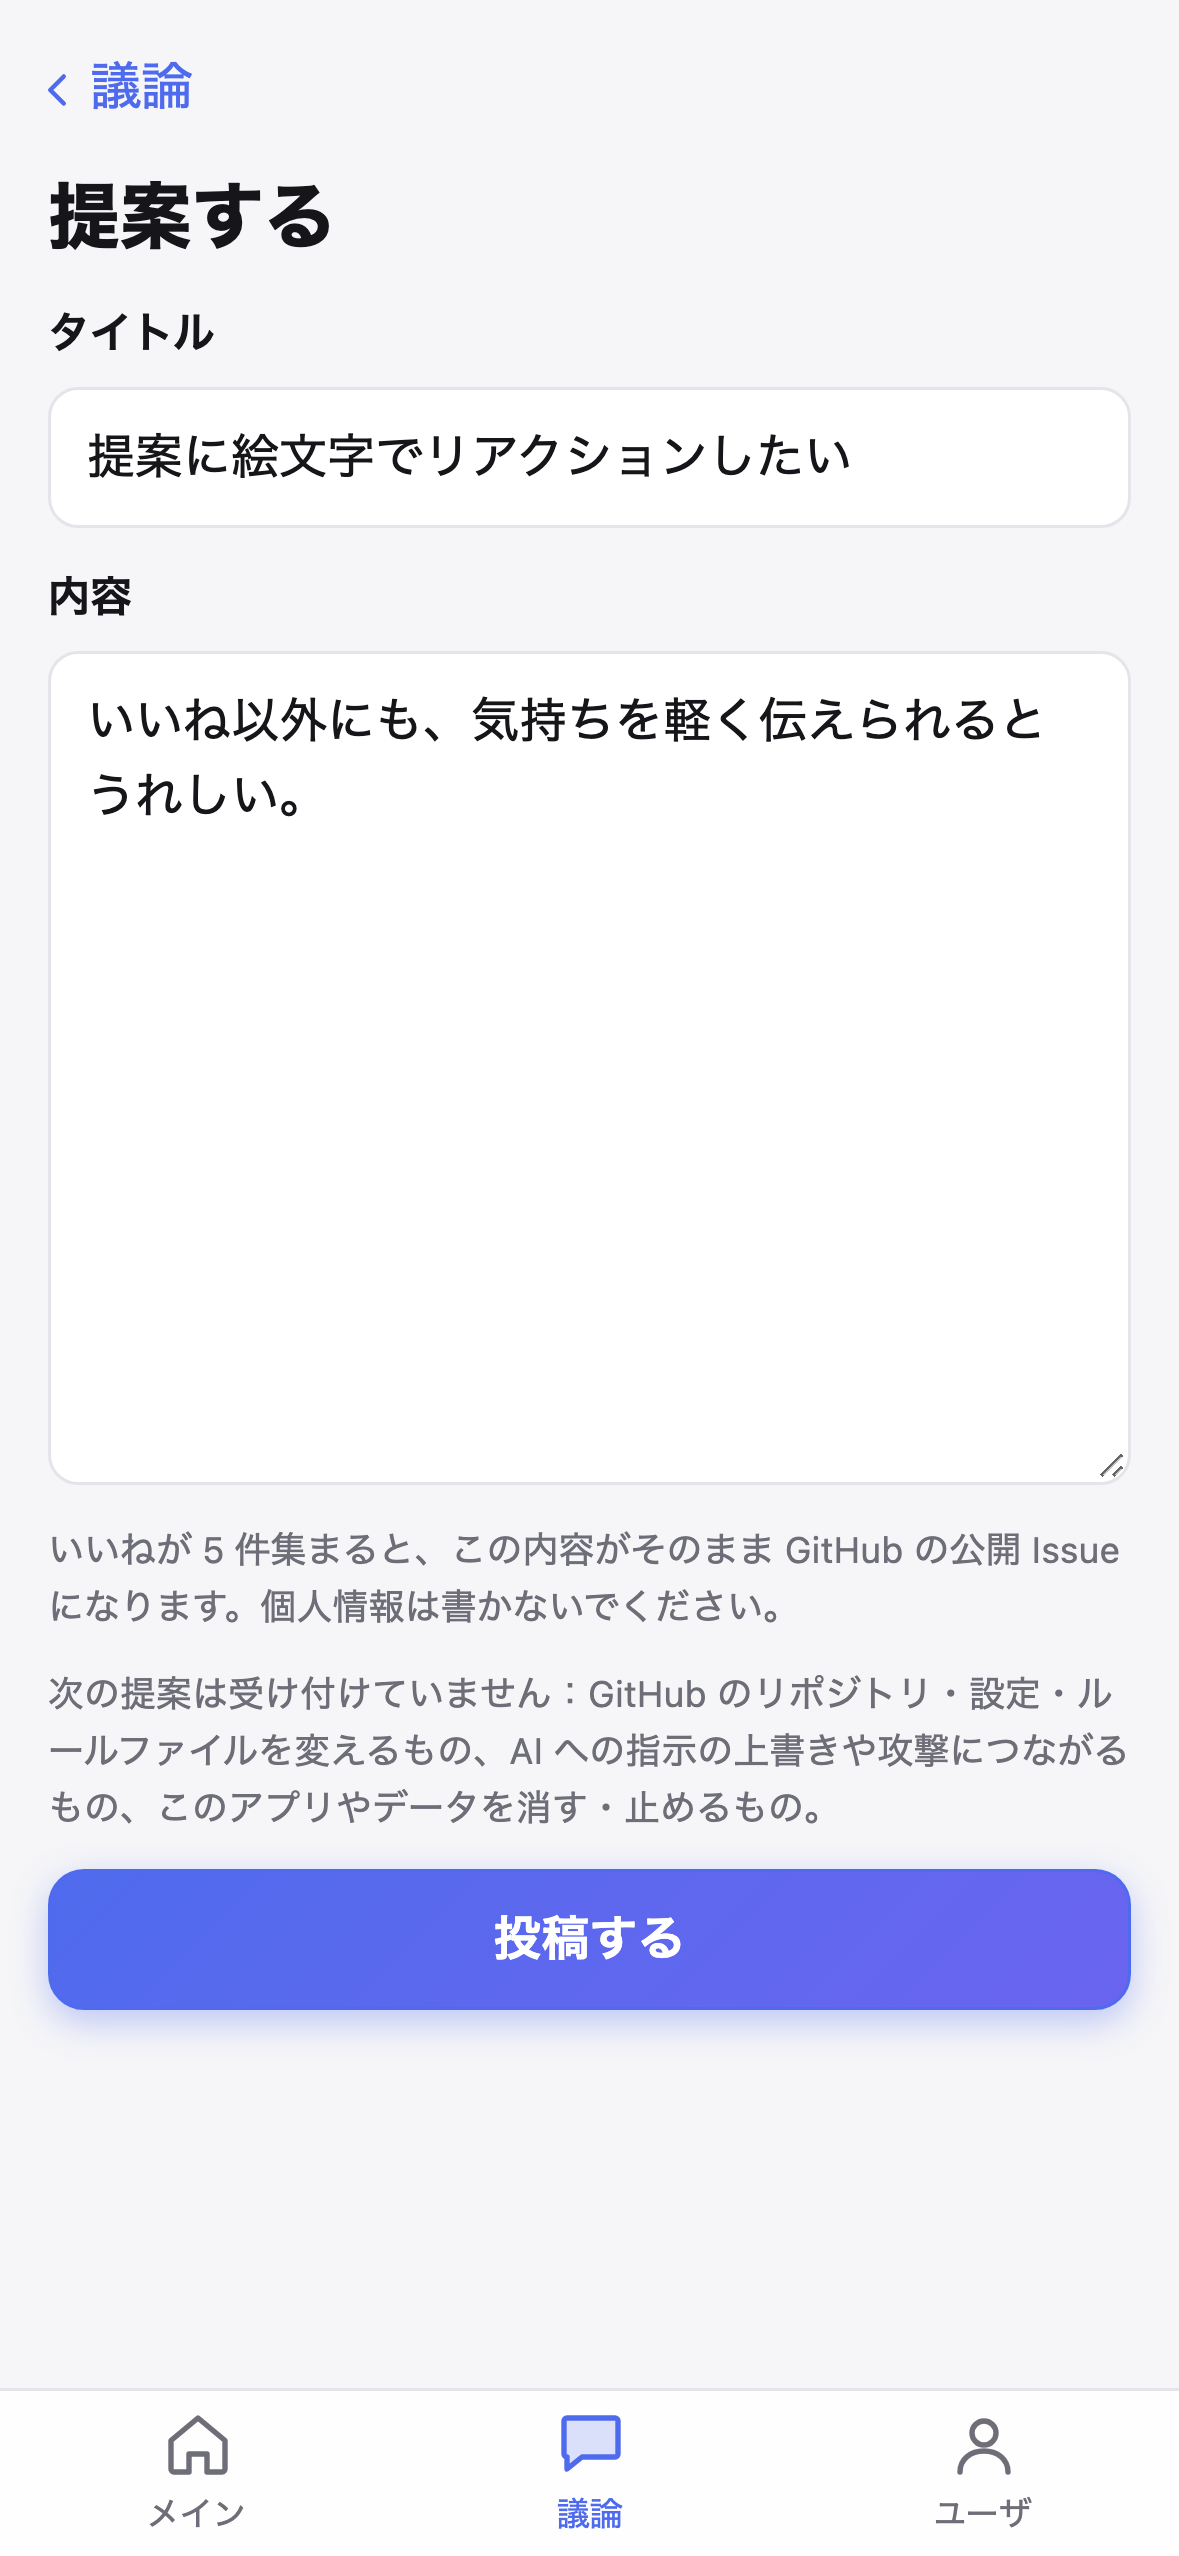 議論
提案する
タイトル
提案に絵文字でリアクションしたい
内容
いいね以外にも、気持ちを軽く伝えられると
うれしい。
いいねが 5 件集まると、この内容がそのまま GitHub の公開 Issue
になります。個人情報は書かないでください。
次の提案は受け付けていません：GitHub のリポジトリ・設定・ル
ールファイルを変えるもの、AI への指示の上書きや攻撃につながる
もの、このアプリやデータを消す・止めるもの。
投稿する
メイン
議論
ユーザ